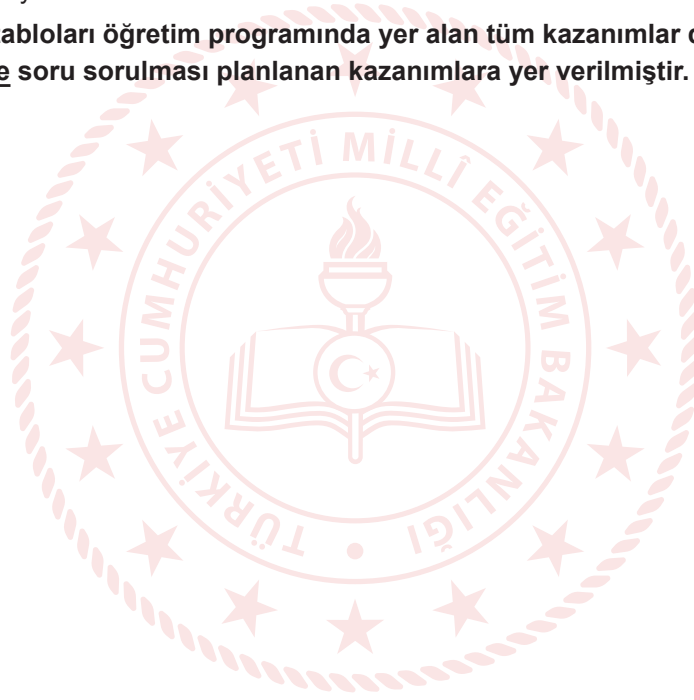 tabloları öğretim programında yer alan tüm kazanımlar
soru sorulması planlanan kazanımlara yer verilmiştir.
TÜRKİYE CUMHURİYETİ MİLLÎ EĞİTİM BAKANLIĞI